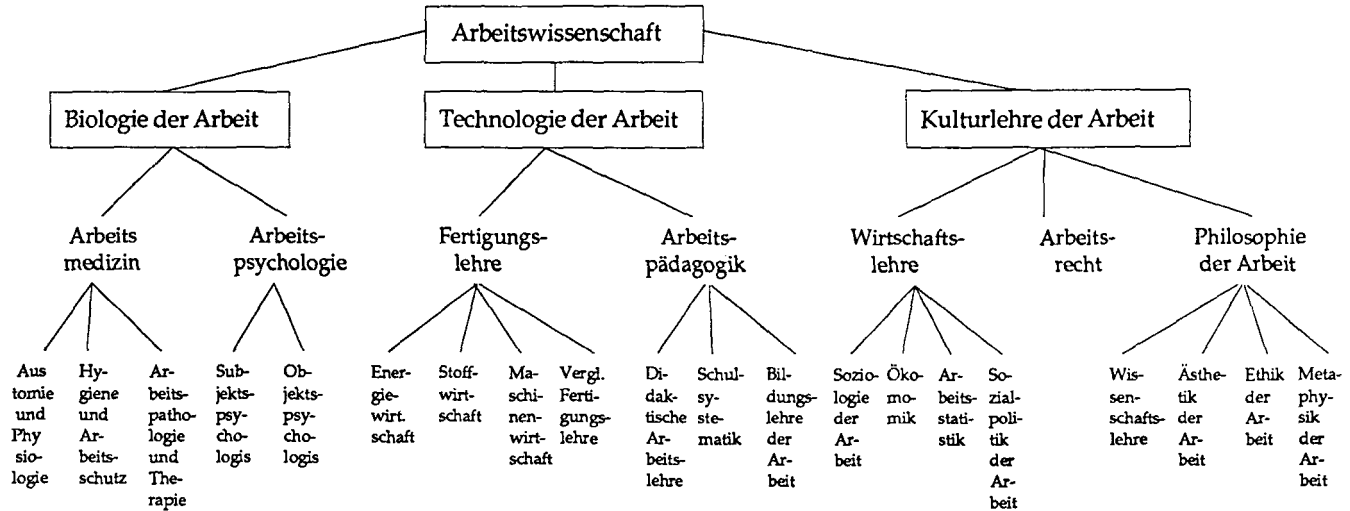 Arbeitswissenschaft
Biologie der Arbeit
Technologie der Arbeit
Kulturlehre der Arbeit
Arbeits
medizin
Arbeits-
psychologie
Fertigungs-
lehre
Arbeits-
pädagogik
Wirtschafts-
lehre
Arbeits-
recht
Philosophie
der Arbeit
Aus
tomie
und
Phy
sio-
logie
Hy-
giene
und
Ar-
beits-
schutz
Ar-
beits-
patho-
logie
und
The-
rapie
Sub-
jekts-
psy-
cho-
logis
Ob-
jekts-
psy-
cho-
logis
Ener-
gie-
wirt.
schaft
Stoff-
wirt-
schaft
Ma-
schi-
nen-
wirt-
schaft
Vergl.
Ferti-
gungs-
lehre
Di-
dak-
tische
Ar-
beits-
lehre
Schul-
sy-
ste-
matik
Bil-
dungs-
lehre
der
Ar-
beit
Sozio-
logie
der
Ar-
beit
Öko-
mo-
mik
Ar-
beits-
stati-
stik
So-
zial-
poli-
tik
der
Ar-
beit
Wis-
sen-
schafts-
lehre
Ästhe-
tik
der
Ar-
beit
Ethik
der
Ar-
beit
Meta-
phy-
sik
der
Ar-
beit